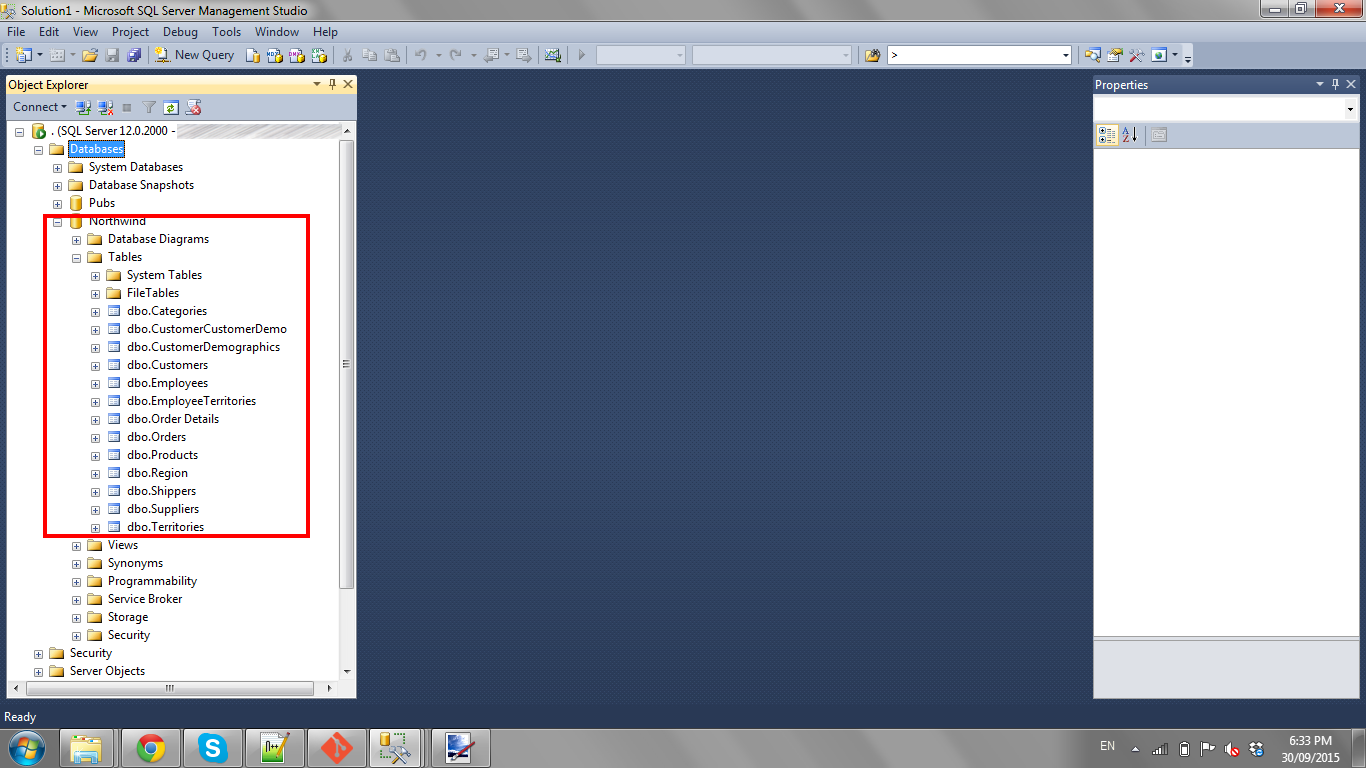 Solution1 - Microsoft SQL Server Management Studio
File Edit View Project Debug Tools Window Help
New Query
>
Object Explorer
Connect
. (SQL Server 12.0.2000 -
Databases
System Databases
Database Snapshots
Pubs
Northwind
Database Diagrams
Tables
System Tables
FileTables
dbo.Categories
dbo.CustomerCustomerDemo
dbo.CustomerDemographics
dbo.Customers
dbo.Employees
dbo.EmployeeTerritories
dbo.Order Details
dbo.Orders
dbo.Products
dbo.Region
dbo.Shippers
dbo.Suppliers
dbo.Territories
Views
Synonyms
Programmability
Service Broker
Storage
Security
Security
Server Objects
Properties
Ready
EN
6:33 PM
30/09/2015